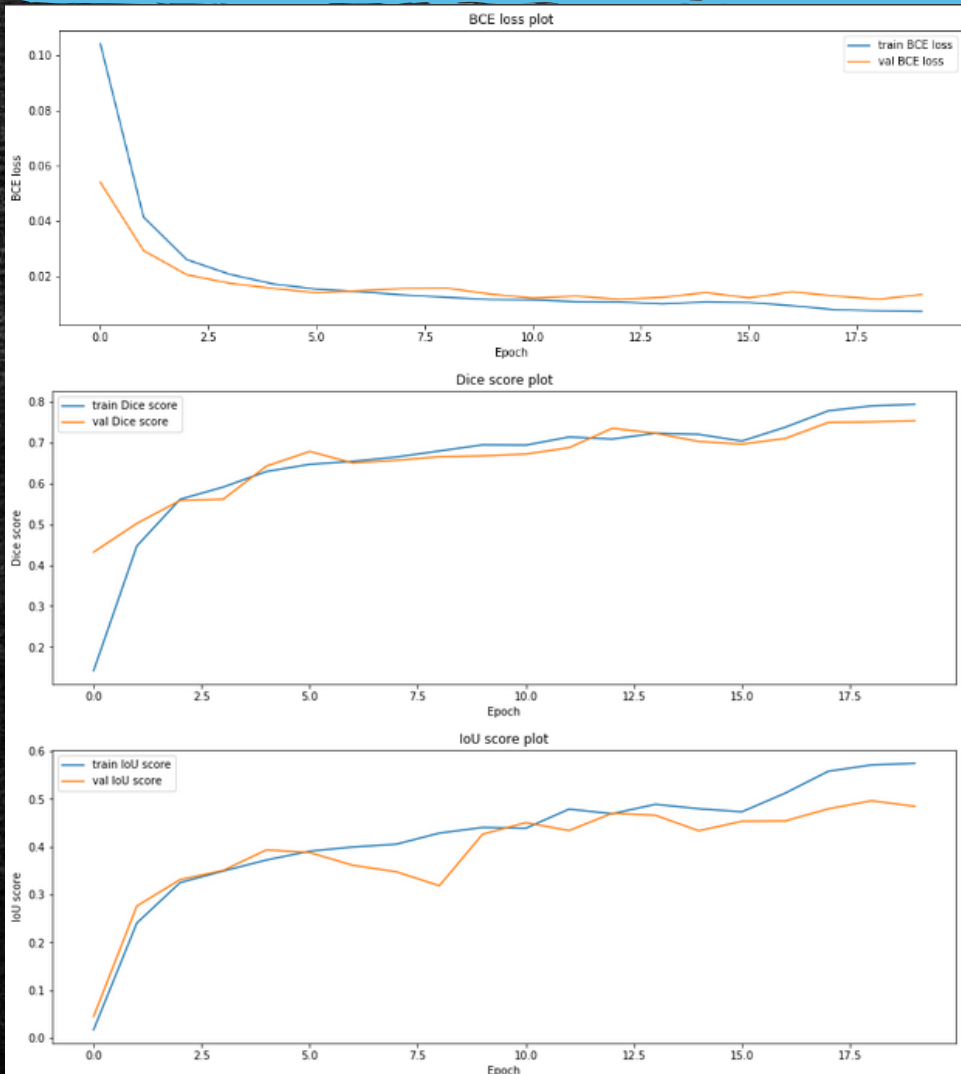 BCE loss plot
train BCE loss
val BCE loss
0.10
0.08
0.06
0.04
0.02
BCE loss
0.0 2.5 5.0 7.5 10.0 12.5 15.0 17.5
Epoch
Dice score plot
train Dice score
val Dice score
0.8
0.7
0.6
0.5
0.4
0.3
0.2
Dice score
0.0 2.5 5.0 7.5 10.0 12.5 15.0 17.5
Epoch
IoU score plot
train IoU score
val IoU score
0.6
0.5
0.4
0.3
0.2
0.1
0.0
IoU score
0.0 2.5 5.0 7.5 10.0 12.5 15.0 17.5
Epoch